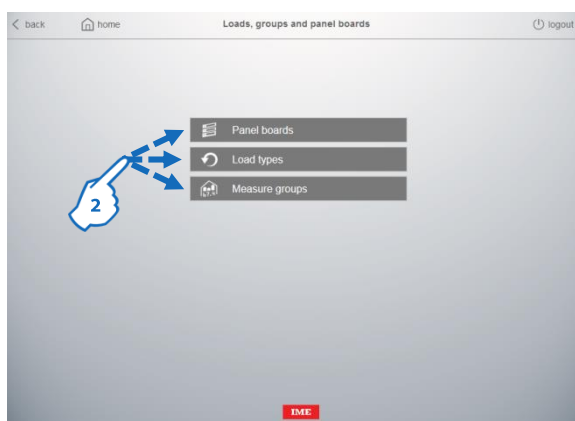 back home Loads, groups and panel boards logout
Panel boards
Load types
Measure groups
2
IME